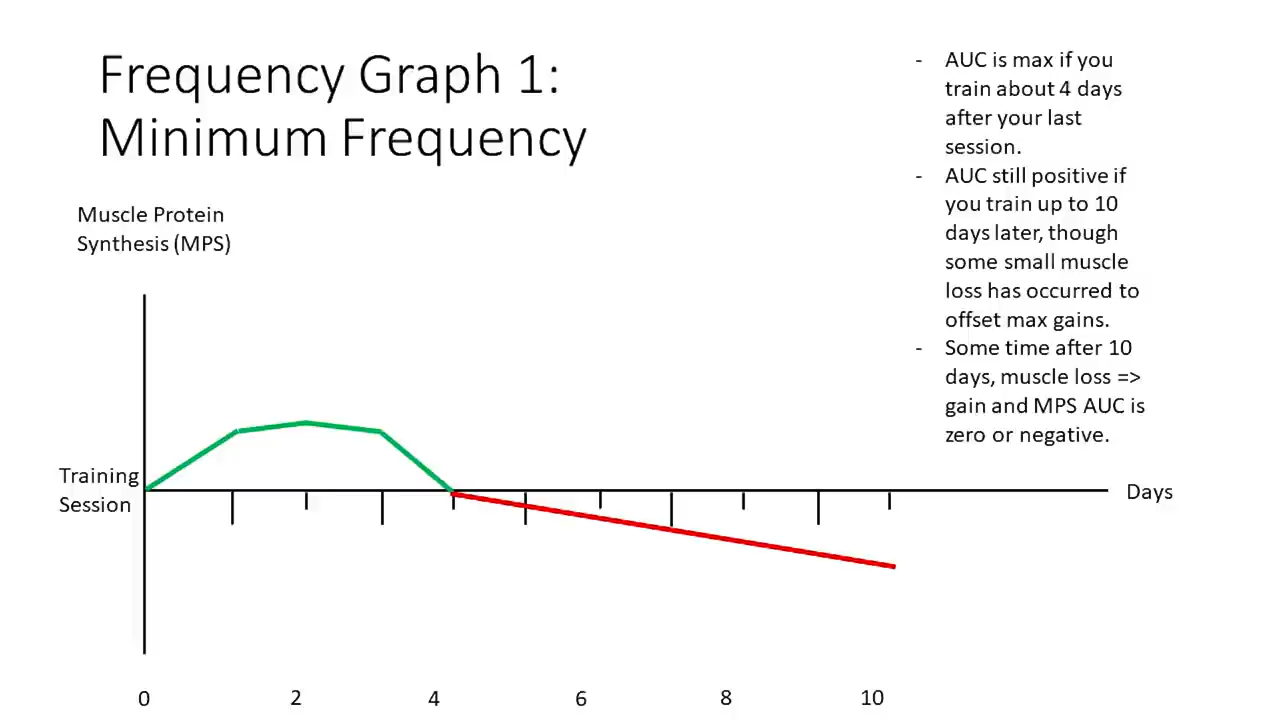 Frequency Graph 1:
Minimum Frequency
- AUC is max if you
train about 4 days
after your last
session.
- AUC still positive if
you train up to 10
days later, though
some small muscle
loss has occurred to
offset max gains.
- Some time after 10
days, muscle loss =>
gain and MPS AUC is
zero or negative.
Muscle Protein
Synthesis (MPS)
Training
Session
Days
0 2 4 6 8 10